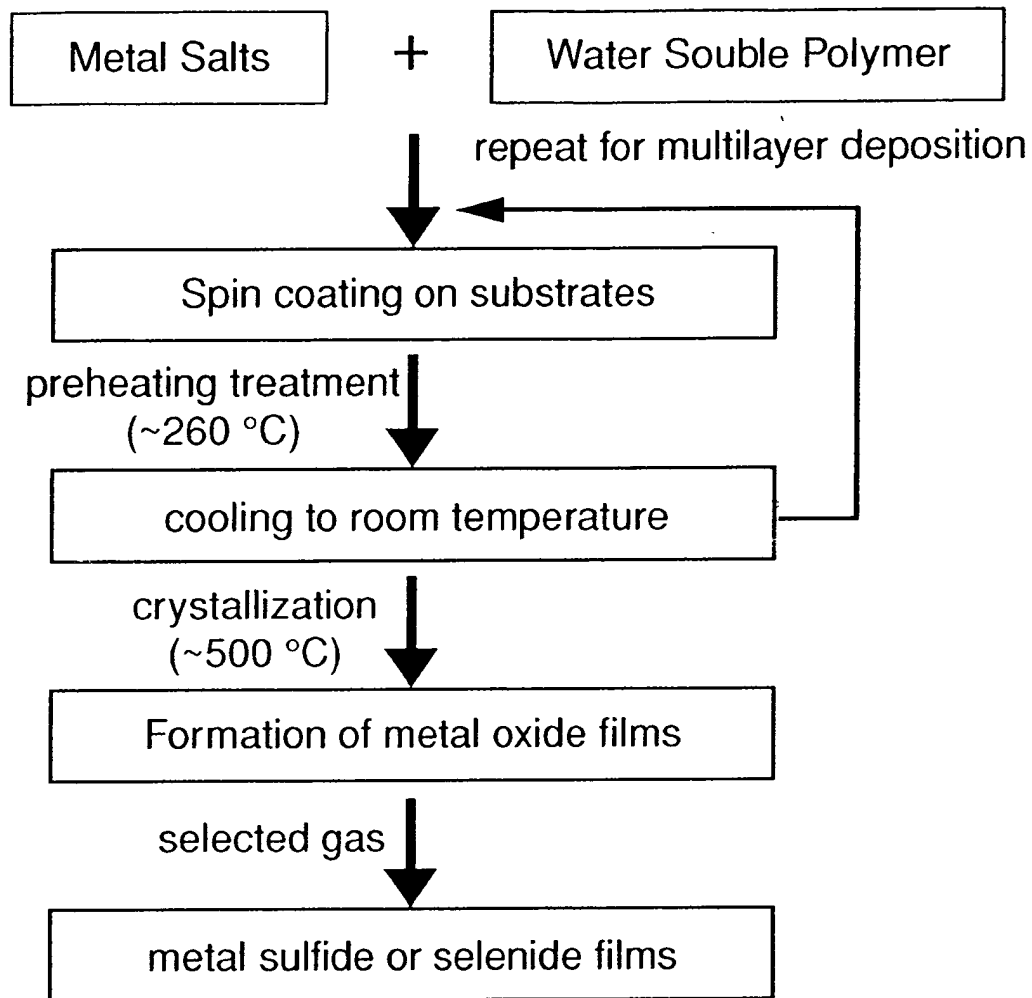 Metal Salts + Water Souble Polymer
repeat for multilayer deposition
Spin coating on substrates
preheating treatment
(~260 °C)
cooling to room temperature
crystallization
(~500 °C)
Formation of metal oxide films
selected gas
metal sulfide or selenide films